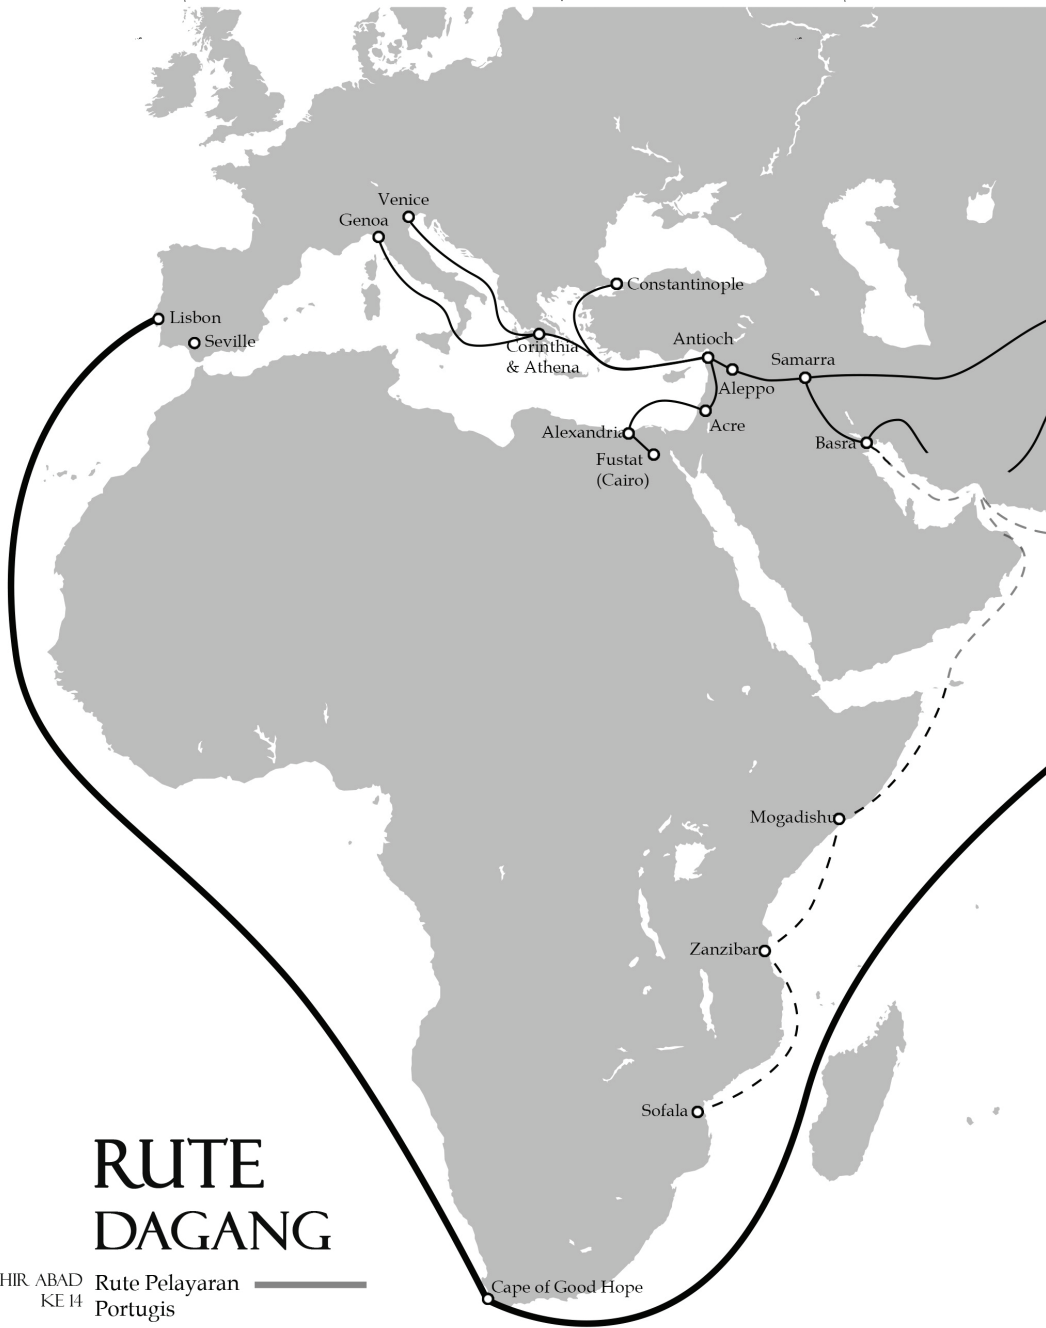 Venice
Genoa
Constantinople
Lisbon
Seville
Corinthia
& Athena
Antioch
Samarra
Aleppo
Acre
Alexandria
Basra
Fustat
(Cairo)
Mogadishu
Zanzibar
Sofala
RUTE
DAGANG
HIR ABAD
KE 14
Rute Pelayaran
Portugis
Cape of Good Hope